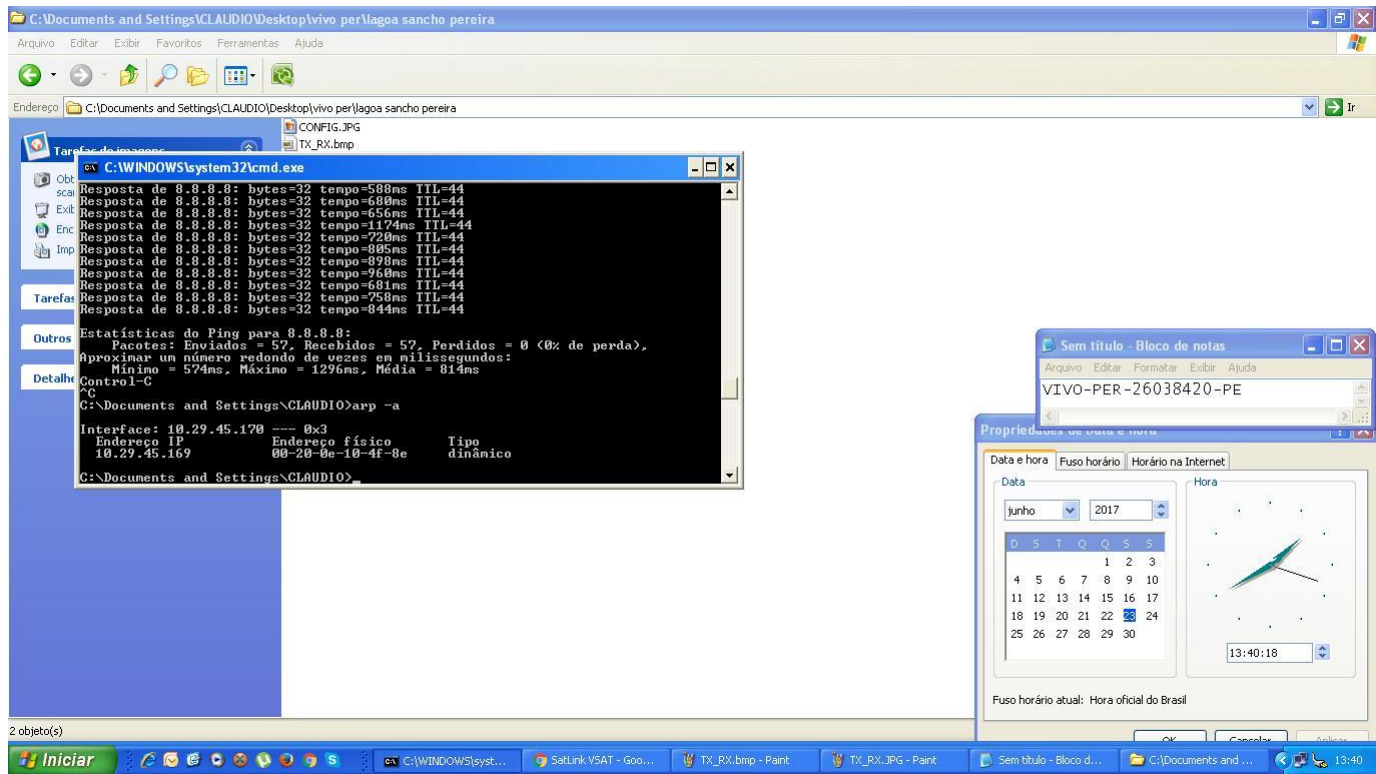 C:\Documents and Settings\CLAUDIO\Desktop\vivo per\lagoa sancho pereira
Arquivo Editar Exibir Favoritos Ferramentas Ajuda
Endereço C:\Documents and Settings\CLAUDIO\Desktop\vivo per\lagoa sancho pereira Ir
CONFIG.JPG
TX_RX.bmp
Tarefas de imagens
C:\WINDOWS\system32\cmd.exe
Resposta de 8.8.8.8: bytes=32 tempo=588ms TTL=44
Resposta de 8.8.8.8: bytes=32 tempo=680ms TTL=44
Resposta de 8.8.8.8: bytes=32 tempo=656ms TTL=44
Resposta de 8.8.8.8: bytes=32 tempo=1174ms TTL=44
Resposta de 8.8.8.8: bytes=32 tempo=720ms TTL=44
Resposta de 8.8.8.8: bytes=32 tempo=805ms TTL=44
Resposta de 8.8.8.8: bytes=32 tempo=898ms TTL=44
Resposta de 8.8.8.8: bytes=32 tempo=960ms TTL=44
Resposta de 8.8.8.8: bytes=32 tempo=681ms TTL=44
Resposta de 8.8.8.8: bytes=32 tempo=758ms TTL=44
Resposta de 8.8.8.8: bytes=32 tempo=844ms TTL=44
Estatísticas do Ping para 8.8.8.8:
Pacotes: Enviados = 57, Recebidos = 57, Perdidos = 0 (0% de perda),
Aproximar um número redondo de vezes em milissegundos:
Mínimo = 574ms, Máximo = 1296ms, Média = 814ms
Control-C
^C
C:\Documents and Settings\CLAUDIO>arp -a
Interface: 10.29.45.170 --- 0x3
Endereço IP Endereço físico Tipo
10.29.45.169 00-20-0e-10-4f-8e dinâmico
C:\Documents and Settings\CLAUDIO>_
Obt
scar
Exib
Enc
Imp
Tarefas
Outros
Detalhe
Sem título - Bloco de notas
Arquivo Editar Formatar Exibir Ajuda
VIVO-PER-26038420-PE
Propriedades de Data e hora
Data e hora Fuso horário Horário na Internet
Data
junho 2017
D S T Q Q S S
1 2 3
4 5 6 7 8 9 10
11 12 13 14 15 16 17
18 19 20 21 22 23 24
25 26 27 28 29 30
Hora
13:40:18
Fuso horário atual: Hora oficial do Brasil
OK Cancelar Aplicar
2 objeto(s)
Iniciar C:\WINDOWS\syst... SatLink VSAT - Goo... TX_RX.bmp - Paint TX_RX.JPG - Paint Sem título - Bloco d... C:\Documents and ... 13:40